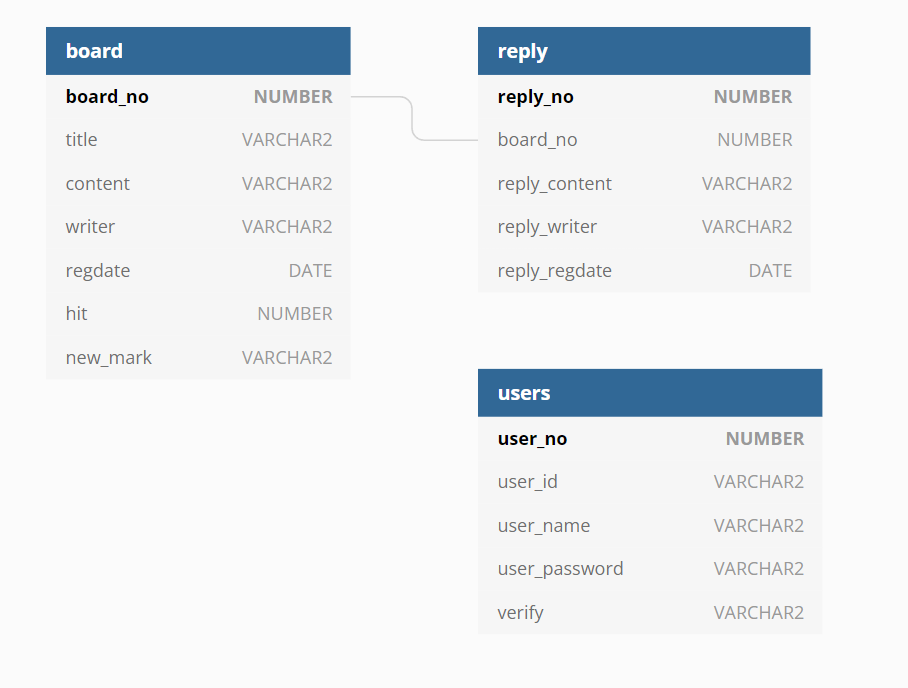 board
board_no NUMBER
title VARCHAR2
content VARCHAR2
writer VARCHAR2
regdate DATE
hit NUMBER
new_mark VARCHAR2
reply
reply_no NUMBER
board_no NUMBER
reply_content VARCHAR2
reply_writer VARCHAR2
reply_regdate DATE
users
user_no NUMBER
user_id VARCHAR2
user_name VARCHAR2
user_password VARCHAR2
verify VARCHAR2